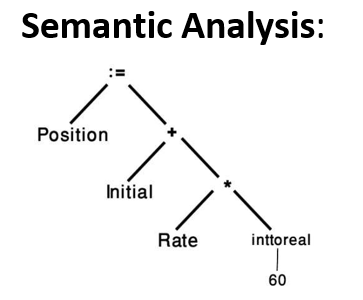 Semantic Analysis:
:=
Position
+
Initial
*
Rate
inttoreal
60